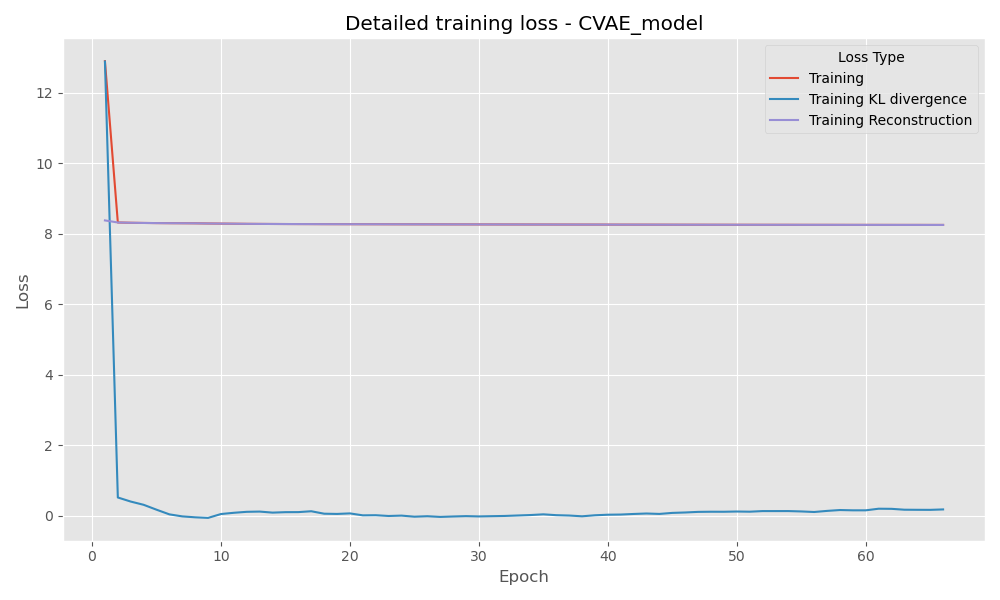 Detailed training loss - CVAE_model
Loss Type
Training
Training KL divergence
Training Reconstruction
12
10
8
6
4
2
0
Loss
0 10 20 30 40 50 60
Epoch